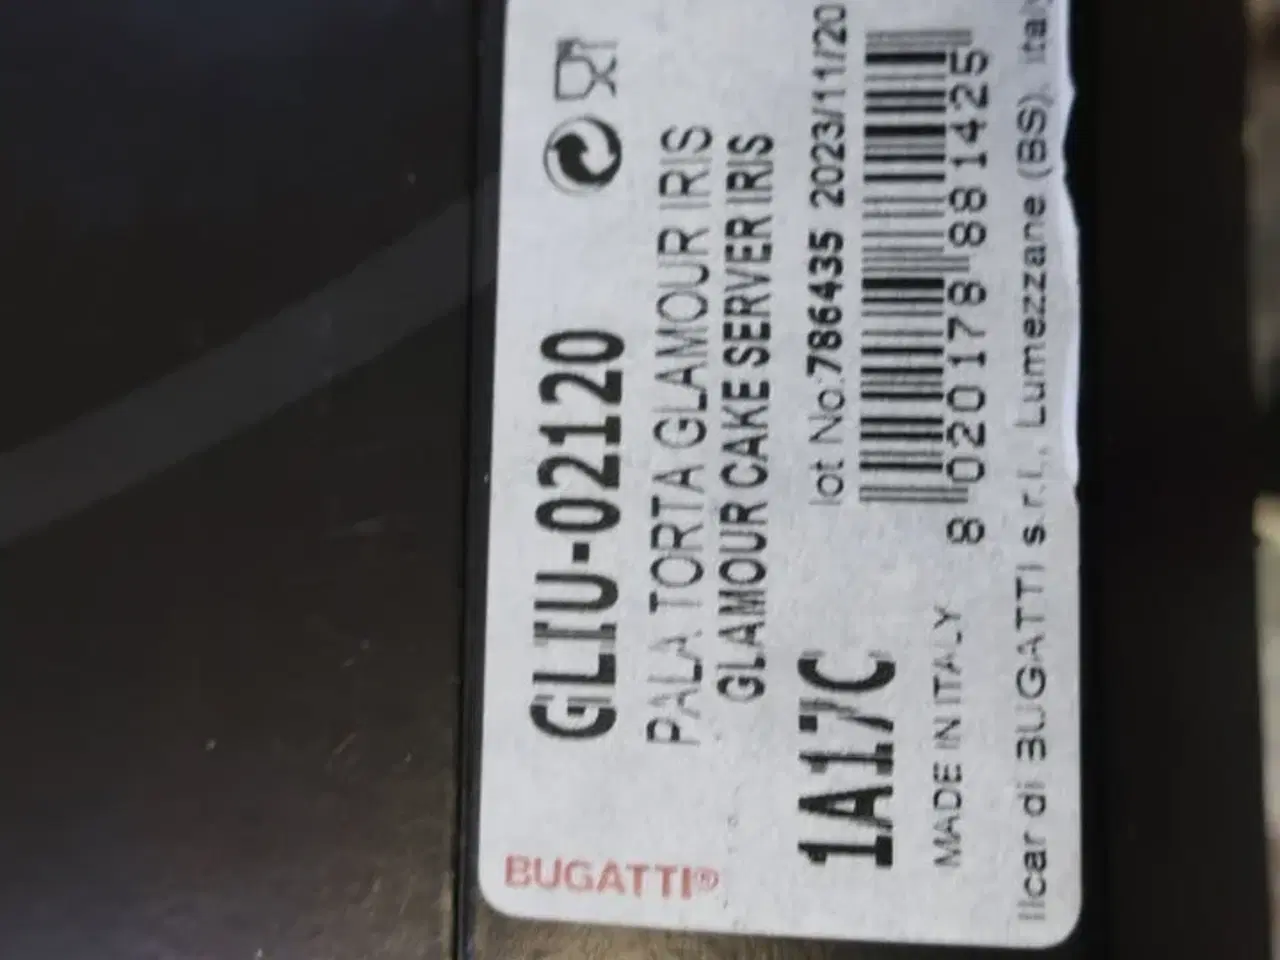 BUGATTI®
GLIU-02120
PALA TORTA GLAMOUR IRIS
GLAMOUR CAKE SERVER IRIS
1A17C
lot No:786435 2023/11/20
MADE IN ITALY
8 020178 881425
Ilcar di BUGATTI s.r.l., Lumezzane (BS), Italy